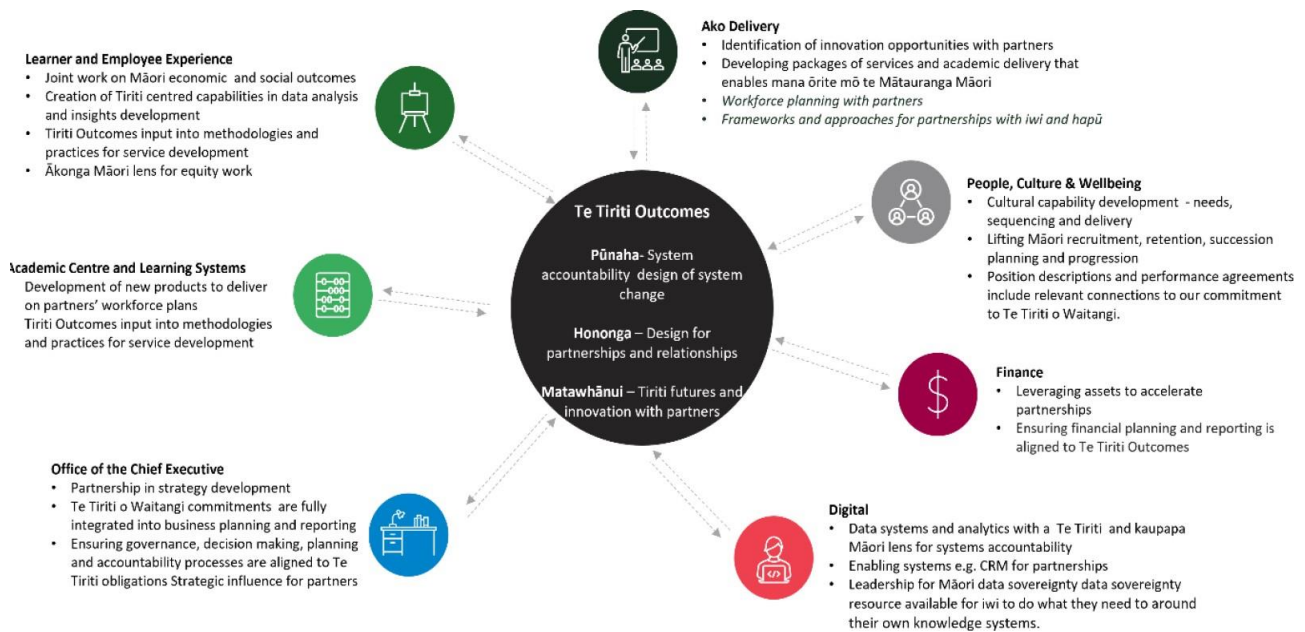 Ako Delivery
• Identification of innovation opportunities with partners
• Developing packages of services and academic delivery that
enables mana ōrite mō te Mātauranga Māori
• Workforce planning with partners
• Frameworks and approaches for partnerships with iwi and hapū
Learner and Employee Experience
• Joint work on Māori economic and social outcomes
• Creation of Tiriti centred capabilities in data analysis
and insights development
• Tiriti Outcomes input into methodologies and
practices for service development
• Ākonga Māori lens for equity work
People, Culture & Wellbeing
• Cultural capability development - needs,
sequencing and delivery
• Lifting Māori recruitment, retention, succession
planning and progression
• Position descriptions and performance agreements
include relevant connections to our commitment
to Te Tiriti o Waitangi.
Te Tiriti Outcomes
Pūnaha- System
accountability design of system
change
Hononga – Design for
partnerships and relationships
Matawhānui – Tiriti futures and
innovation with partners
Academic Centre and Learning Systems
Development of new products to deliver
on partners’ workforce plans
Tiriti Outcomes input into methodologies
and practices for service development
Finance
• Leveraging assets to accelerate
partnerships
• Ensuring financial planning and reporting is
aligned to Te Tiriti Outcomes
Office of the Chief Executive
• Partnership in strategy development
• Te Tiriti o Waitangi commitments are fully
integrated into business planning and reporting
• Ensuring governance, decision making, planning
and accountability processes are aligned to Te
Tiriti obligations Strategic influence for partners
Digital
• Data systems and analytics with a Te Tiriti and kaupapa
Māori lens for systems accountability
• Enabling systems e.g. CRM for partnerships
• Leadership for Māori data sovereignty data sovereignty
resource available for iwi to do what they need to around
their own knowledge systems.